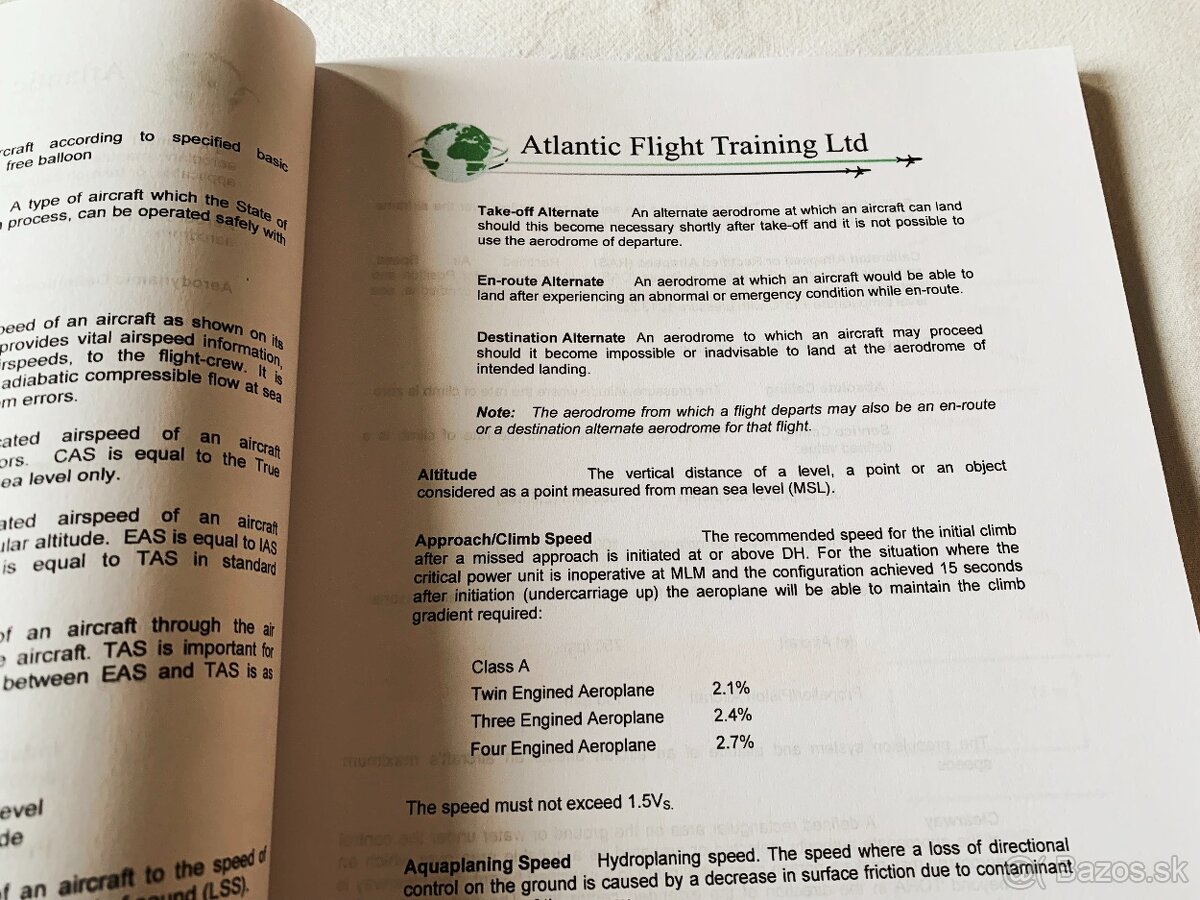 rcraft according to specified basic
free balloon
A type of aircraft which the State of
process, can be operated safely with
peed of an aircraft as shown on its
provides vital airspeed information,
rspeeds, to the flight-crew. It is
adiabatic compressible flow at sea
m errors.
cated airspeed of an aircraft
ors. CAS is equal to the True
ea level only.
ated airspeed of an aircraft
ular altitude. EAS is equal to IAS
is equal to TAS in standard
of an aircraft through the air
e aircraft. TAS is important for
between EAS and TAS is as
evel
de
f an aircraft to the speed of
ound (LSS).
Atlantic Flight Training Ltd
Take-off Alternate An alternate aerodrome at which an aircraft can land
should this become necessary shortly after take-off and it is not possible to
use the aerodrome of departure.
En-route Alternate An aerodrome at which an aircraft would be able to
land after experiencing an abnormal or emergency condition while en-route.
Destination Alternate An aerodrome to which an aircraft may proceed
should it become impossible or inadvisable to land at the aerodrome of
intended landing.
Note: The aerodrome from which a flight departs may also be an en-route
or a destination alternate aerodrome for that flight.
Altitude The vertical distance of a level, a point or an object
considered as a point measured from mean sea level (MSL).
Approach/Climb Speed The recommended speed for the initial climb
after a missed approach is initiated at or above DH. For the situation where the
critical power unit is inoperative at MLM and the configuration achieved 15 seconds
after initiation (undercarriage up) the aeroplane will be able to maintain the climb
gradient required:
Class A
Twin Engined Aeroplane 2.1%
Three Engined Aeroplane 2.4%
Four Engined Aeroplane 2.7%
The speed must not exceed 1.5Vs.
Aquaplaning Speed Hydroplaning speed. The speed where a loss of directional
control on the ground is caused by a decrease in surface friction due to contaminant
Bazos.sk